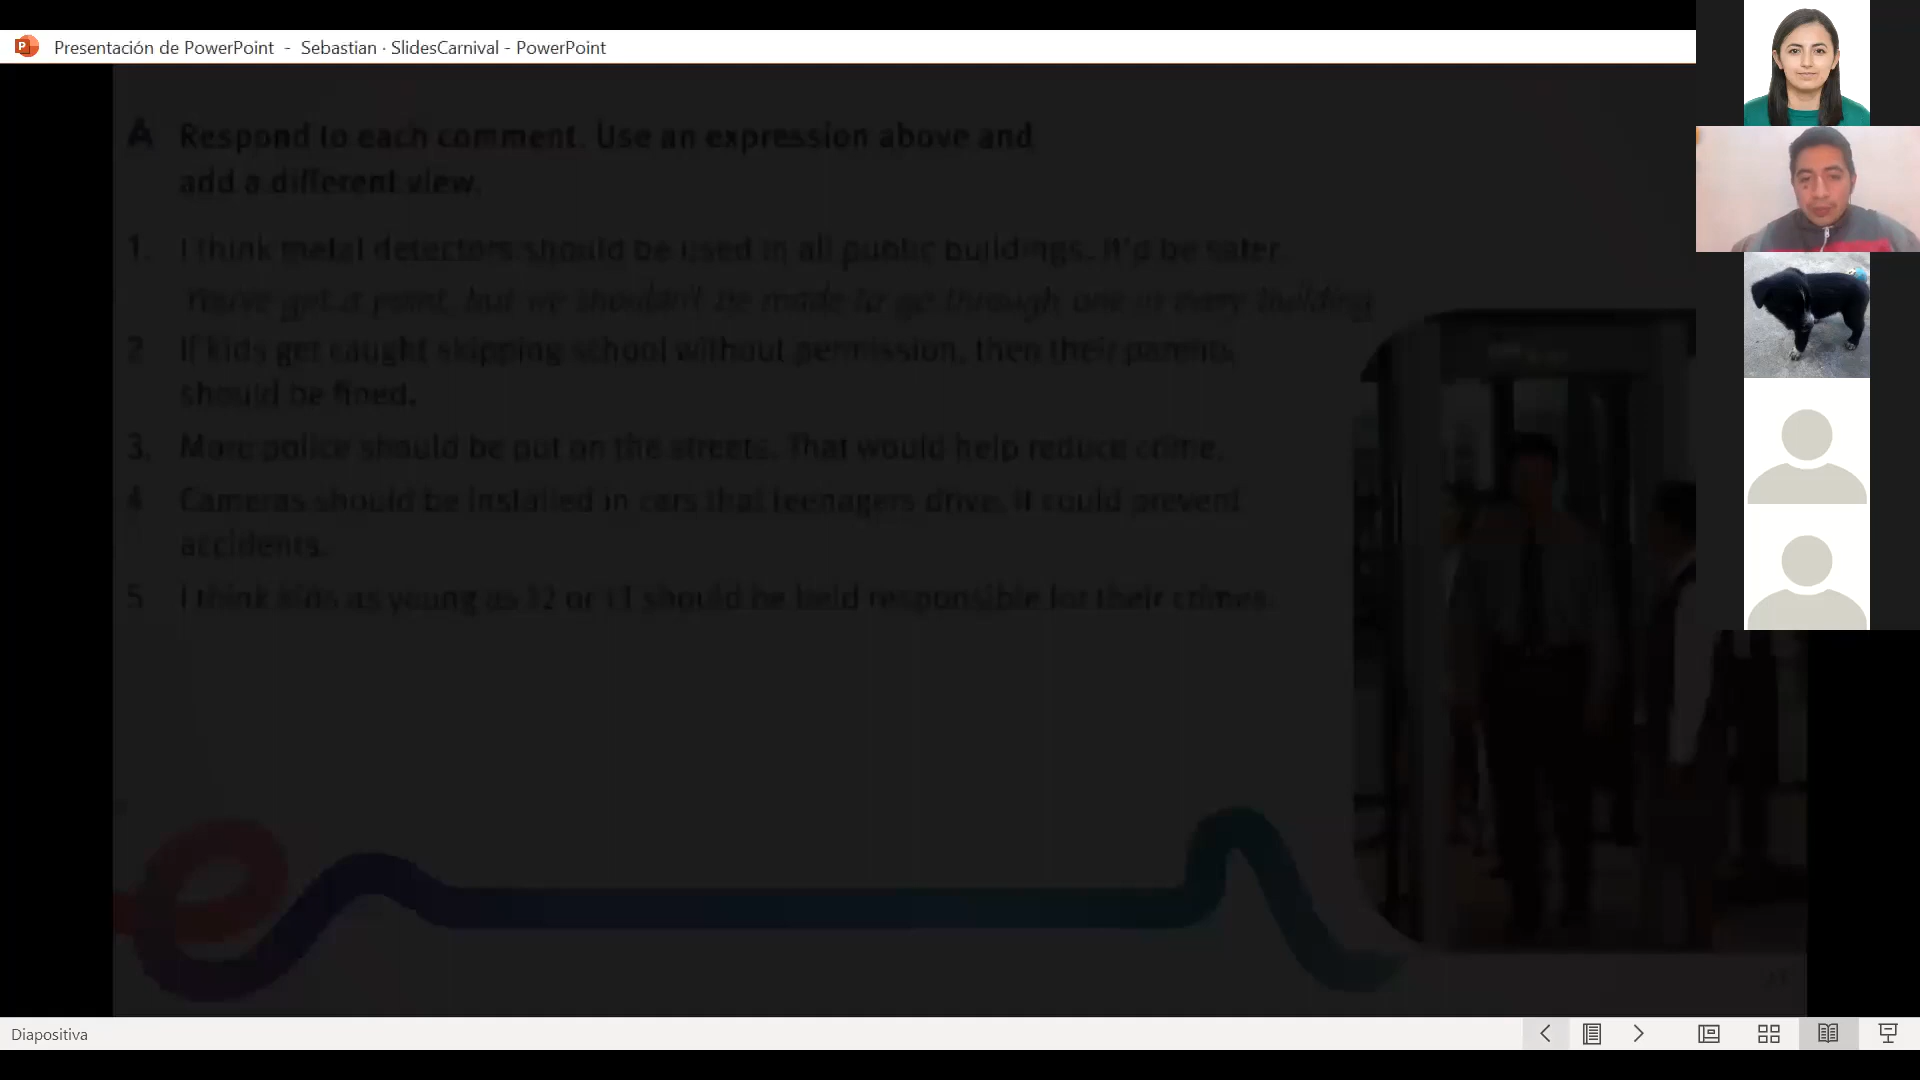 Presentación de PowerPoint - Sebastian · SlidesCarnival - PowerPoint
A Respond to each comment. Use an expression above and
add a different view.
1. I think metal detectors should be used in all public buildings. It'd be safer.
You've got a point, but we shouldn't be made to go through one in every building
2 If kids get caught skipping school without permission, then their parents
should be fined.
3. More police should be put on the streets. That would help reduce crime.
4 Cameras should be installed in cars that teenagers drive. It could prevent
accidents.
5 I think kids as young as 12 or 13 should be held responsible for their crimes.
Diapositiva